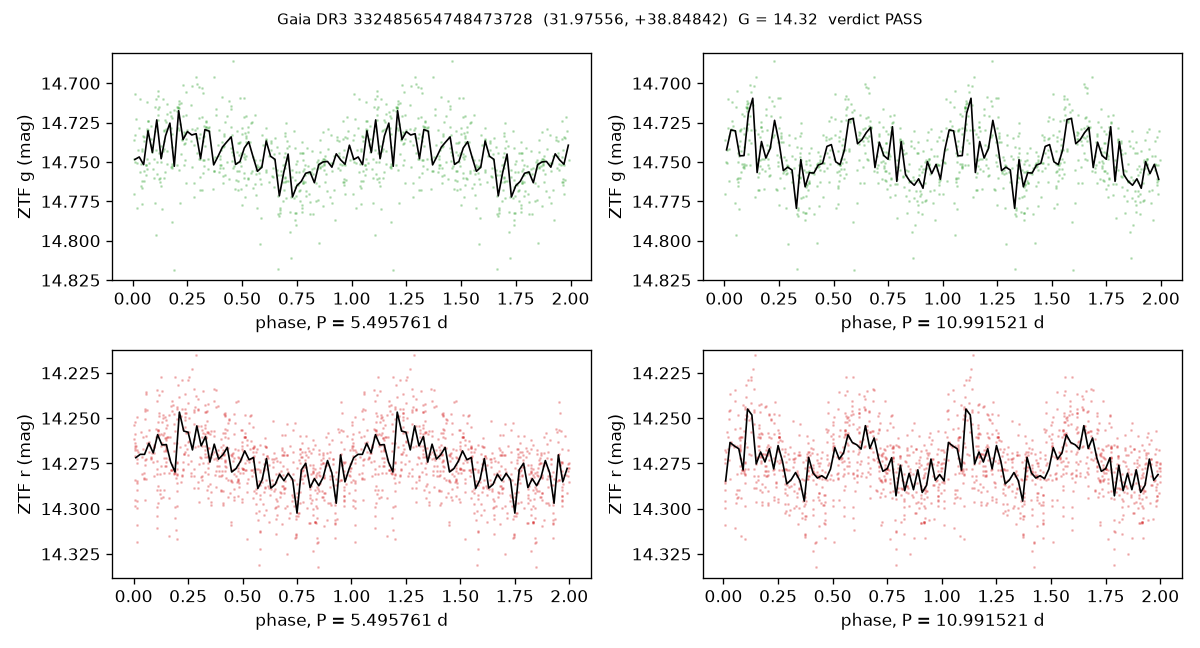 Gaia DR3 332485654748473728 (31.97556, +38.84842) G = 14.32 verdict PASS
ZTF g (mag)
14.700
14.725
14.750
14.775
14.800
14.825
0.00 0.25 0.50 0.75 1.00 1.25 1.50 1.75 2.00
phase, P = 5.495761 d
ZTF g (mag)
14.700
14.725
14.750
14.775
14.800
14.825
0.00 0.25 0.50 0.75 1.00 1.25 1.50 1.75 2.00
phase, P = 10.991521 d
ZTF r (mag)
14.225
14.250
14.275
14.300
14.325
0.00 0.25 0.50 0.75 1.00 1.25 1.50 1.75 2.00
phase, P = 5.495761 d
ZTF r (mag)
14.225
14.250
14.275
14.300
14.325
0.00 0.25 0.50 0.75 1.00 1.25 1.50 1.75 2.00
phase, P = 10.991521 d